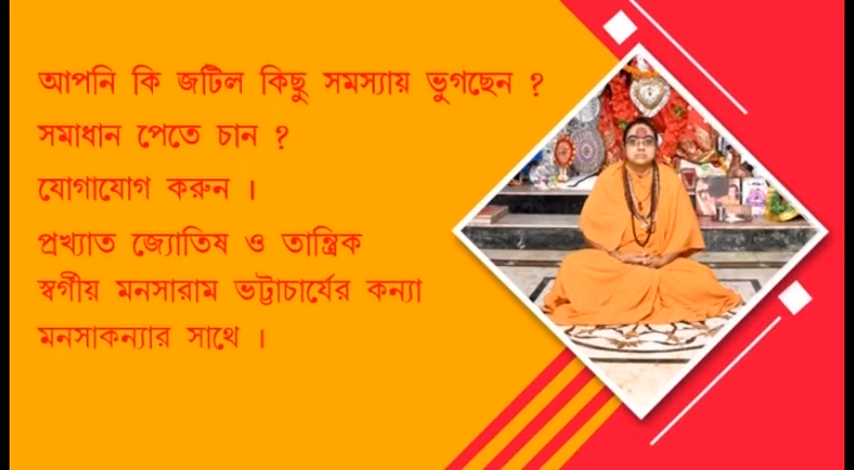 আপনি কি জটিল কিছু সমস্যায় ভুগছেন ?
সমাধান পেতে চান ?
যোগাযোগ করুন ।
প্রখ্যাত জ্যোতিষ ও তান্ত্রিক
স্বর্গীয় মনসারাম ভট্টাচার্যের কন্যা
মনসাকন্যার সাথে ।